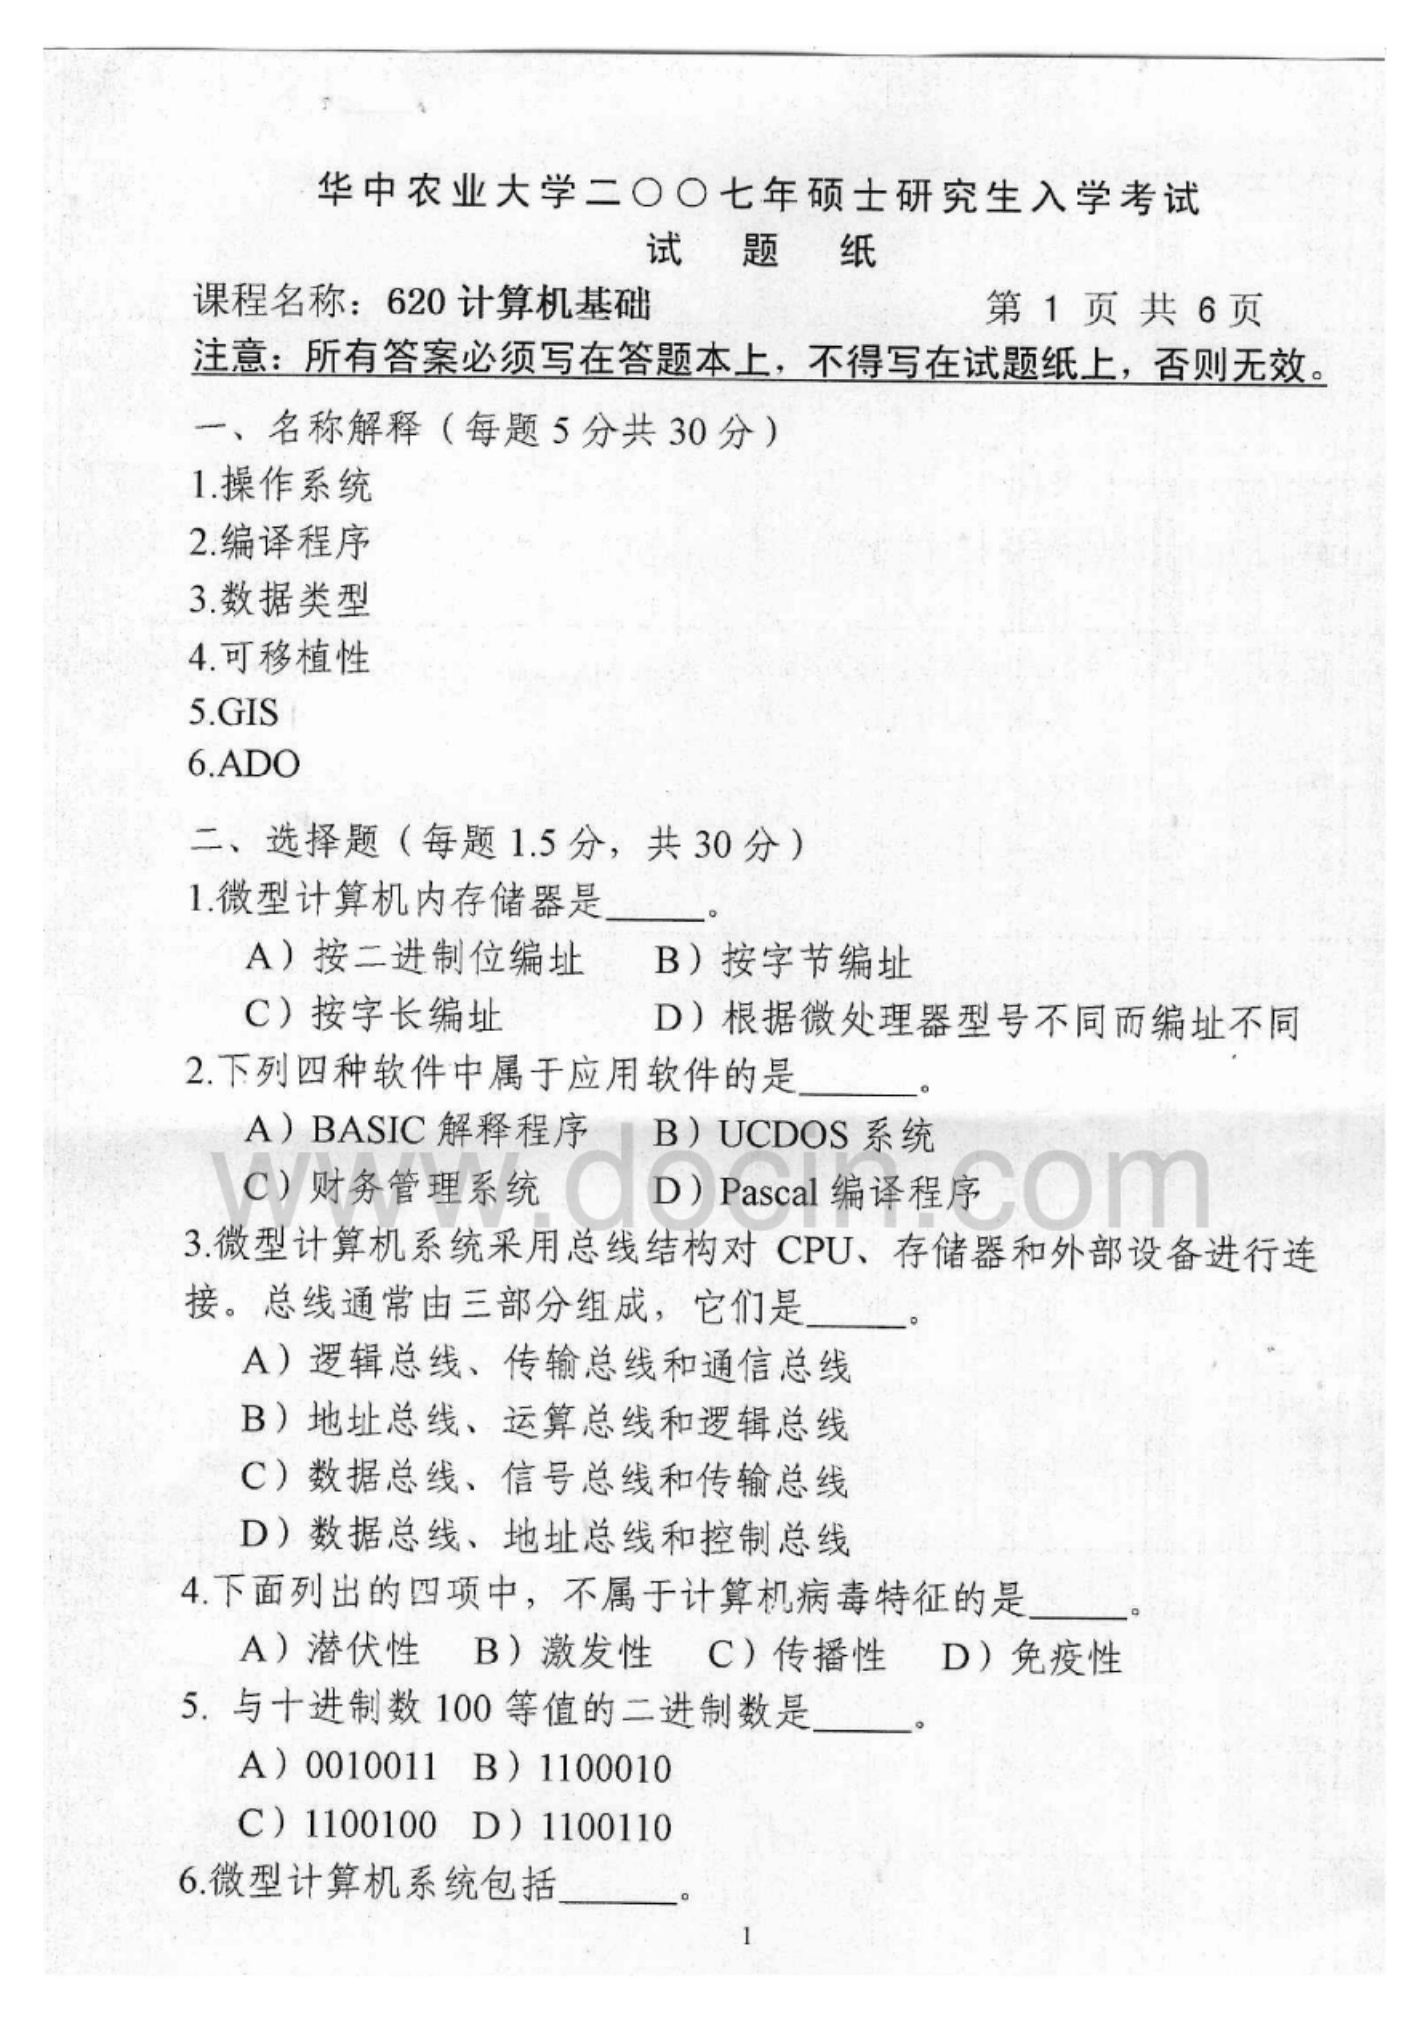 华中农业大学二〇〇七年硕士研究生入学考试
试 题 纸
课程名称：620 计算机基础 第 1 页 共 6 页
注意：所有答案必须写在答题本上，不得写在试题纸上，否则无效。
一、名称解释（每题 5 分共 30 分）
1.操作系统
2.编译程序
3.数据类型
4.可移植性
5.GIS
6.ADO
二、选择题（每题 1.5 分，共 30 分）
1.微型计算机内存储器是_____。
A）按二进制位编址 B）按字节编址
C）按字长编址 D）根据微处理器型号不同而编址不同
2.下列四种软件中属于应用软件的是______。
A）BASIC 解释程序 B）UCDOS 系统
C）财务管理系统 D）Pascal 编译程序
www.docin.com
3.微型计算机系统采用总线结构对 CPU、存储器和外部设备进行连
接。总线通常由三部分组成，它们是_____。
A）逻辑总线、传输总线和通信总线
B）地址总线、运算总线和逻辑总线
C）数据总线、信号总线和传输总线
D）数据总线、地址总线和控制总线
4.下面列出的四项中，不属于计算机病毒特征的是_____。
A）潜伏性 B）激发性 C）传播性 D）免疫性
5. 与十进制数 100 等值的二进制数是_____。
A）0010011 B）1100010
C）1100100 D）1100110
6.微型计算机系统包括______。
1